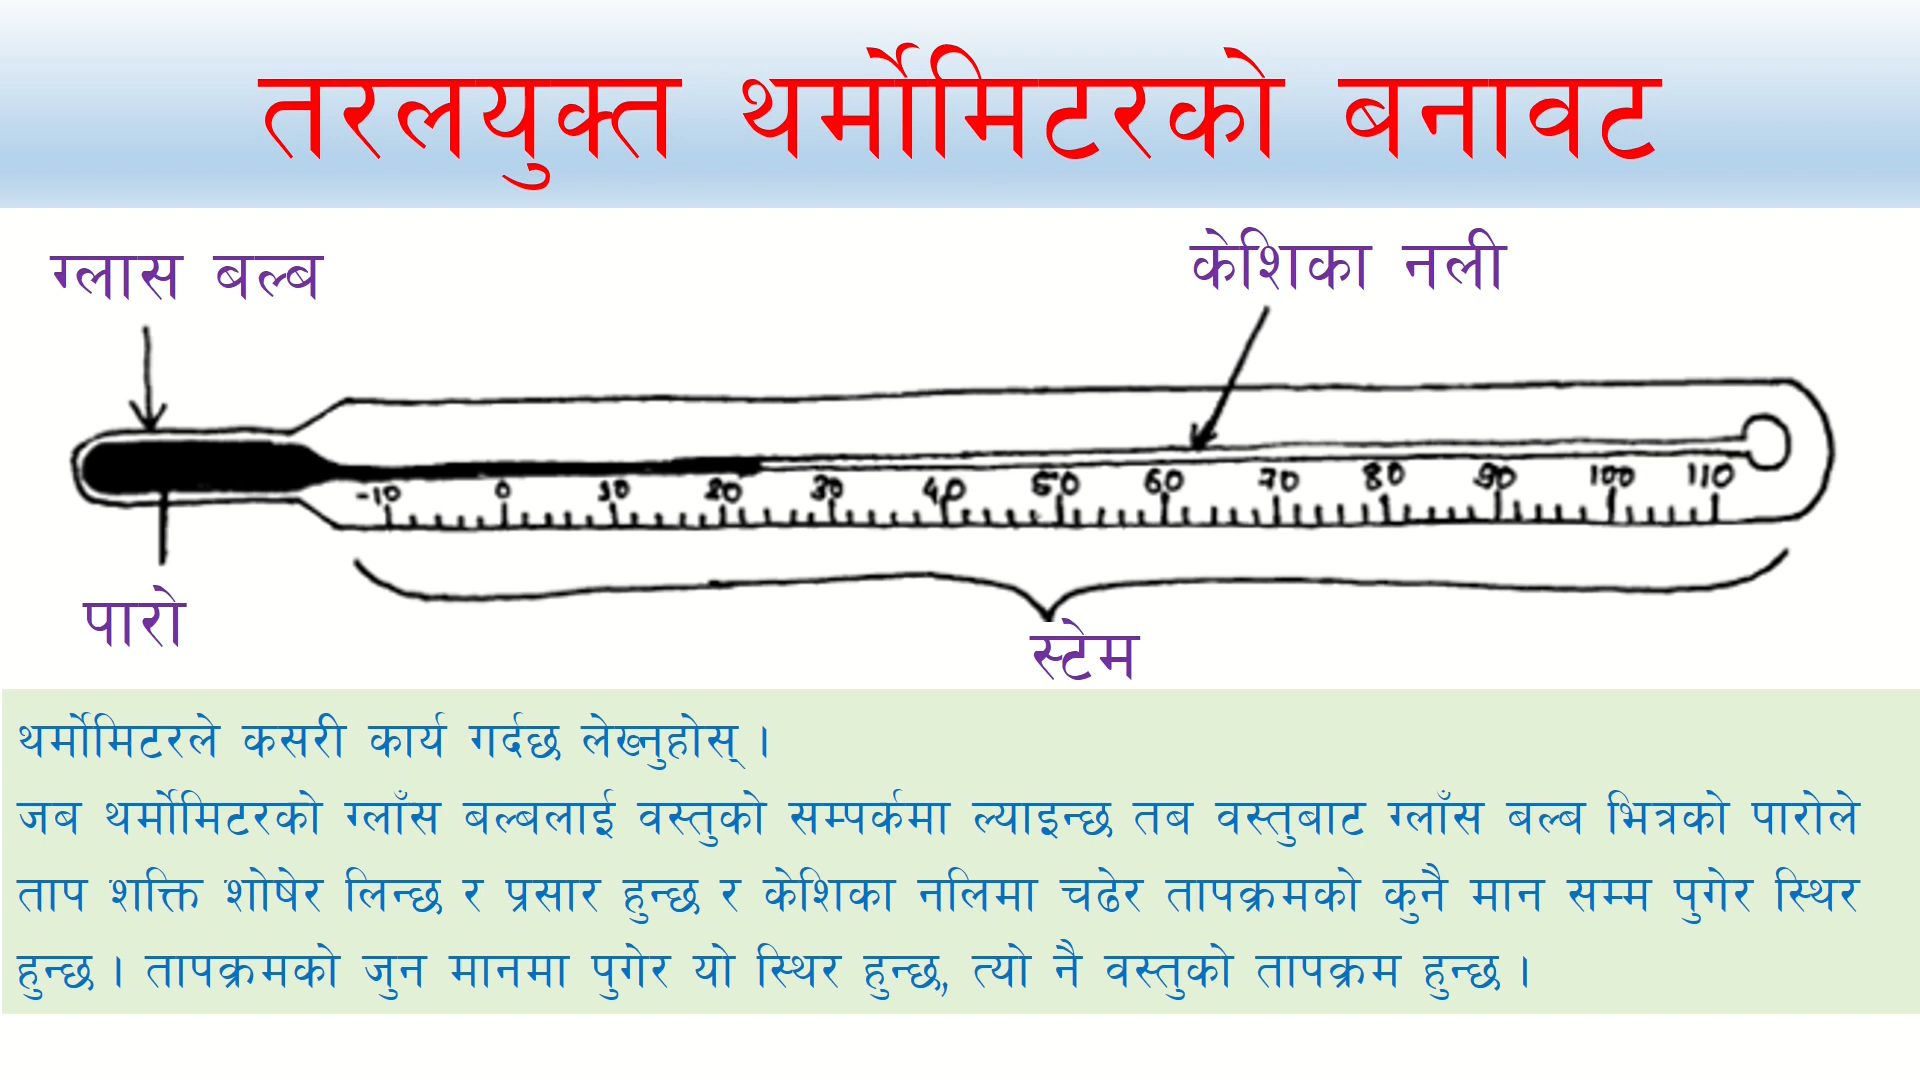 तरलयुक्त थर्मोमिटरको बनावट
ग्लास बल्ब
केशिका नली
-10 0 10 20 30 40 50 60 70 80 90 100 110
पारो
स्टेम
थर्मोमिटरले कसरी कार्य गर्दछ लेख्नुहोस् ।
जब थर्मोमिटरको ग्लाँस बल्बलाई वस्तुको सम्पर्कमा ल्याइन्छ तब वस्तुबाट ग्लाँस बल्ब भित्रको पारोले
ताप शक्ति शोषेर लिन्छ र प्रसार हुन्छ र केशिका नलिमा चढेर तापक्रमको कुनै मान सम्म पुगेर स्थिर
हुन्छ । तापक्रमको जुन मानमा पुगेर यो स्थिर हुन्छ, त्यो नै वस्तुको तापक्रम हुन्छ ।